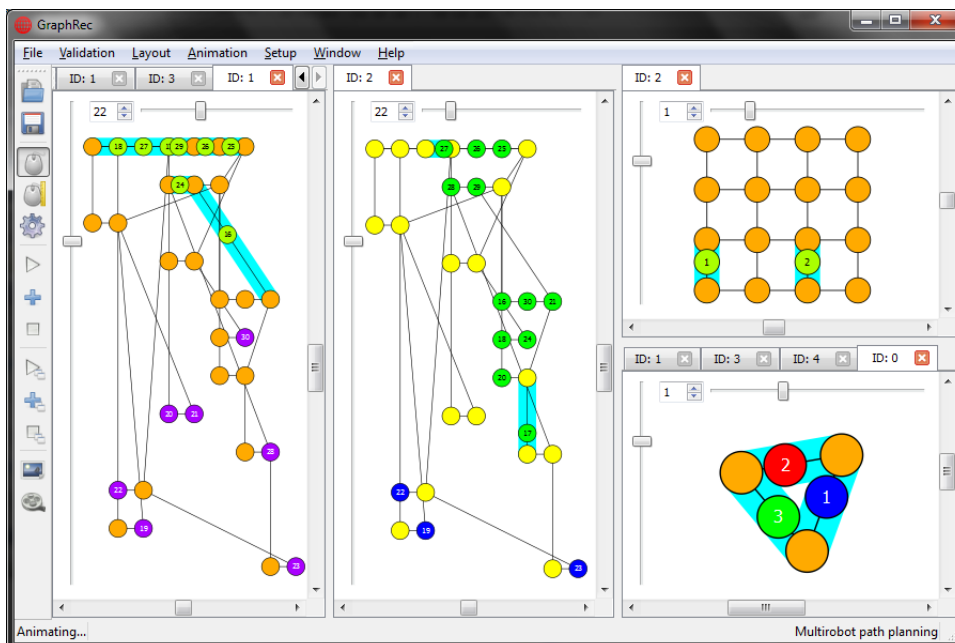 GraphRec
File Validation Layout Animation Setup Window Help
ID: 1 ID: 3 ID: 1
22
18 27 29 26 25
24
16
30
20 21
28
22
19
23
ID: 2
22
27 26 25
28 29
16 30 21
18 24
20
17
22
19
23
ID: 2
1
1 2
ID: 1 ID: 3 ID: 4 ID: 0
1
2
1
3
Animating... Multirobot path planning